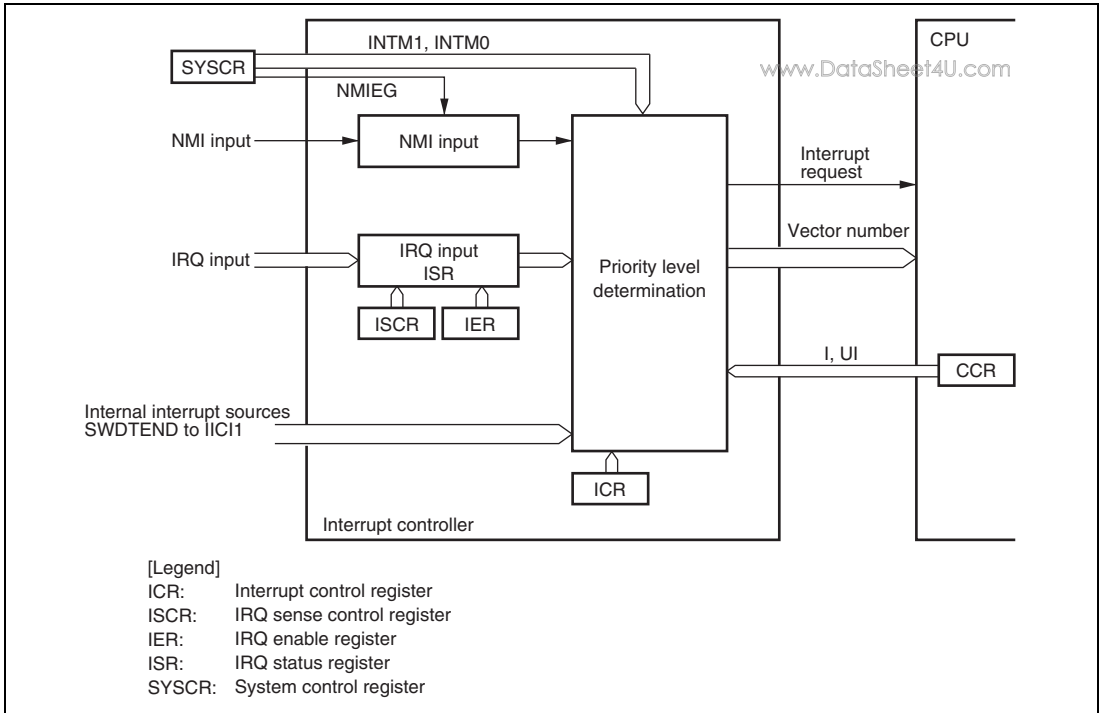 INTM1, INTM0
CPU
SYSCR
www.DataSheet4U.com
NMIEG
NMI input
NMI input
Interrupt
request
Vector number
IRQ input
IRQ input
ISR
Priority level
determination
ISCR
IER
I, UI
CCR
Internal interrupt sources
SWDTEND to IICI1
ICR
Interrupt controller
[Legend]
ICR: Interrupt control register
ISCR: IRQ sense control register
IER: IRQ enable register
ISR: IRQ status register
SYSCR: System control register